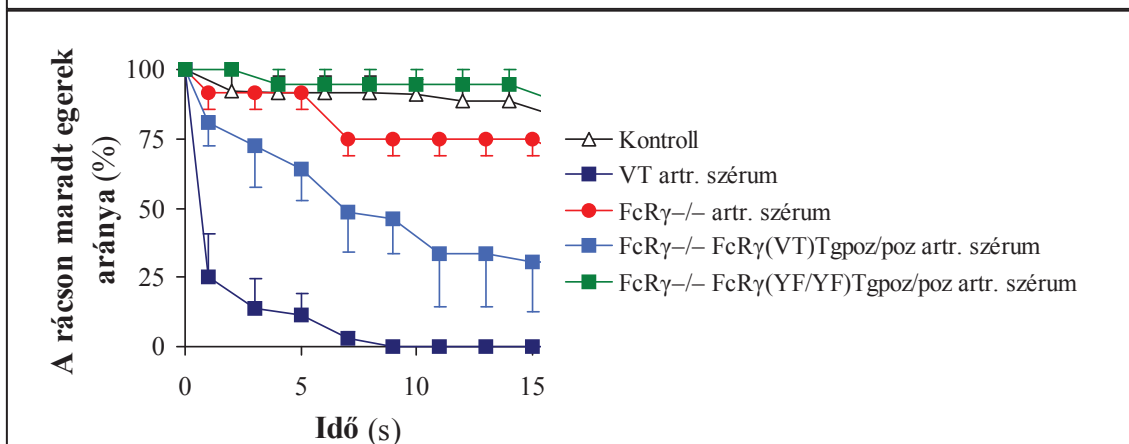 A rácson maradt egerek
aránya (%)
100
75
50
25
0
0
5
10
15
Idő (s)
Kontroll
VT artr. szérum
FcRγ–/– artr. szérum
FcRγ–/– FcRγ(VT)Tgpoz/poz artr. szérum
FcRγ–/– FcRγ(YF/YF)Tgpoz/poz artr. szérum